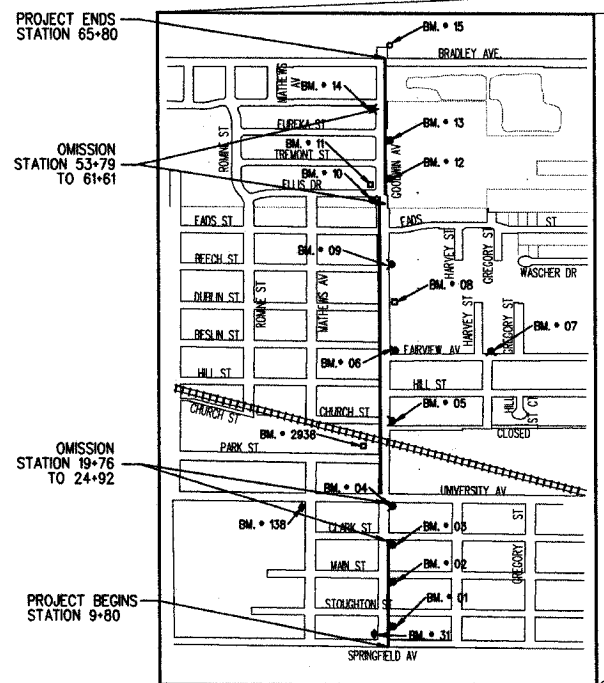 PROJECT ENDS
STATION 65+80
BM. • 15
BRADLEY AVE.
MATHEWS AV
BM. • 14
EUREKA ST
BM. • 13
BM. • 11
TREMONT ST
OMISSION
STATION 53+79
TO 61+61
ROMINE ST
GOODWIN AV
BM. • 10
BM. • 12
ELLIS DR
EADS ST
EADS
ST
BM. • 09
HARVEY ST
GREGORY ST
BEECH ST
WASCHER DR
BM. • 08
DUBLIN ST
ROMINE ST
MATHEWS AV
HARVEY ST
GREGORY ST
BM. • 07
BESLIN ST
BM. • 06
FAIRVIEW AV
HILL ST
HILL ST
CHURCH ST
CHURCH ST
BM. • 05
HILL ST CT
CLOSED
BM. • 2936
PARK ST
OMISSION
STATION 19+76
TO 24+92
BM. • 04
UNIVERSITY AV
BM. • 138
CLARK ST
BM. • 03
GREGORY ST
MAIN ST
BM. • 02
PROJECT BEGINS
STATION 9+80
STOUGHTON ST
BM. • 01
BM. • 31
SPRINGFIELD AV